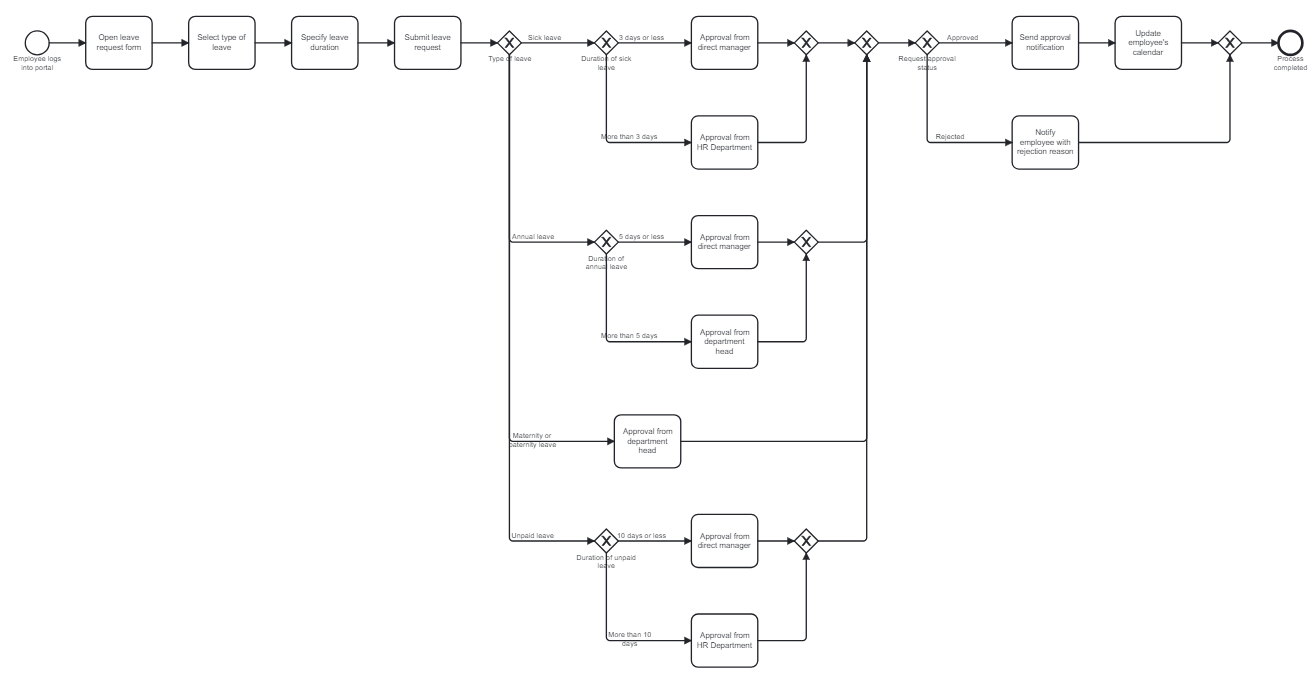 Employee logs
into portal
Open leave
request form
Select type of
leave
Specify leave
duration
Submit leave
request
Type of leave
Sick leave
Duration of sick
leave
3 days or less
Approval from
direct manager
More than 3 days
Approval from
HR Department
Annual leave
Duration of
annual leave
5 days or less
Approval from
direct manager
More than 5 days
Approval from
department
head
Maternity or
paternity leave
Approval from
department
head
Unpaid leave
Duration of unpaid
leave
10 days or less
Approval from
direct manager
More than 10
days
Approval from
HR Department
Request approval
status
Approved
Send approval
notification
Update
employee's
calendar
Rejected
Notify
employee with
rejection reason
Process
completed